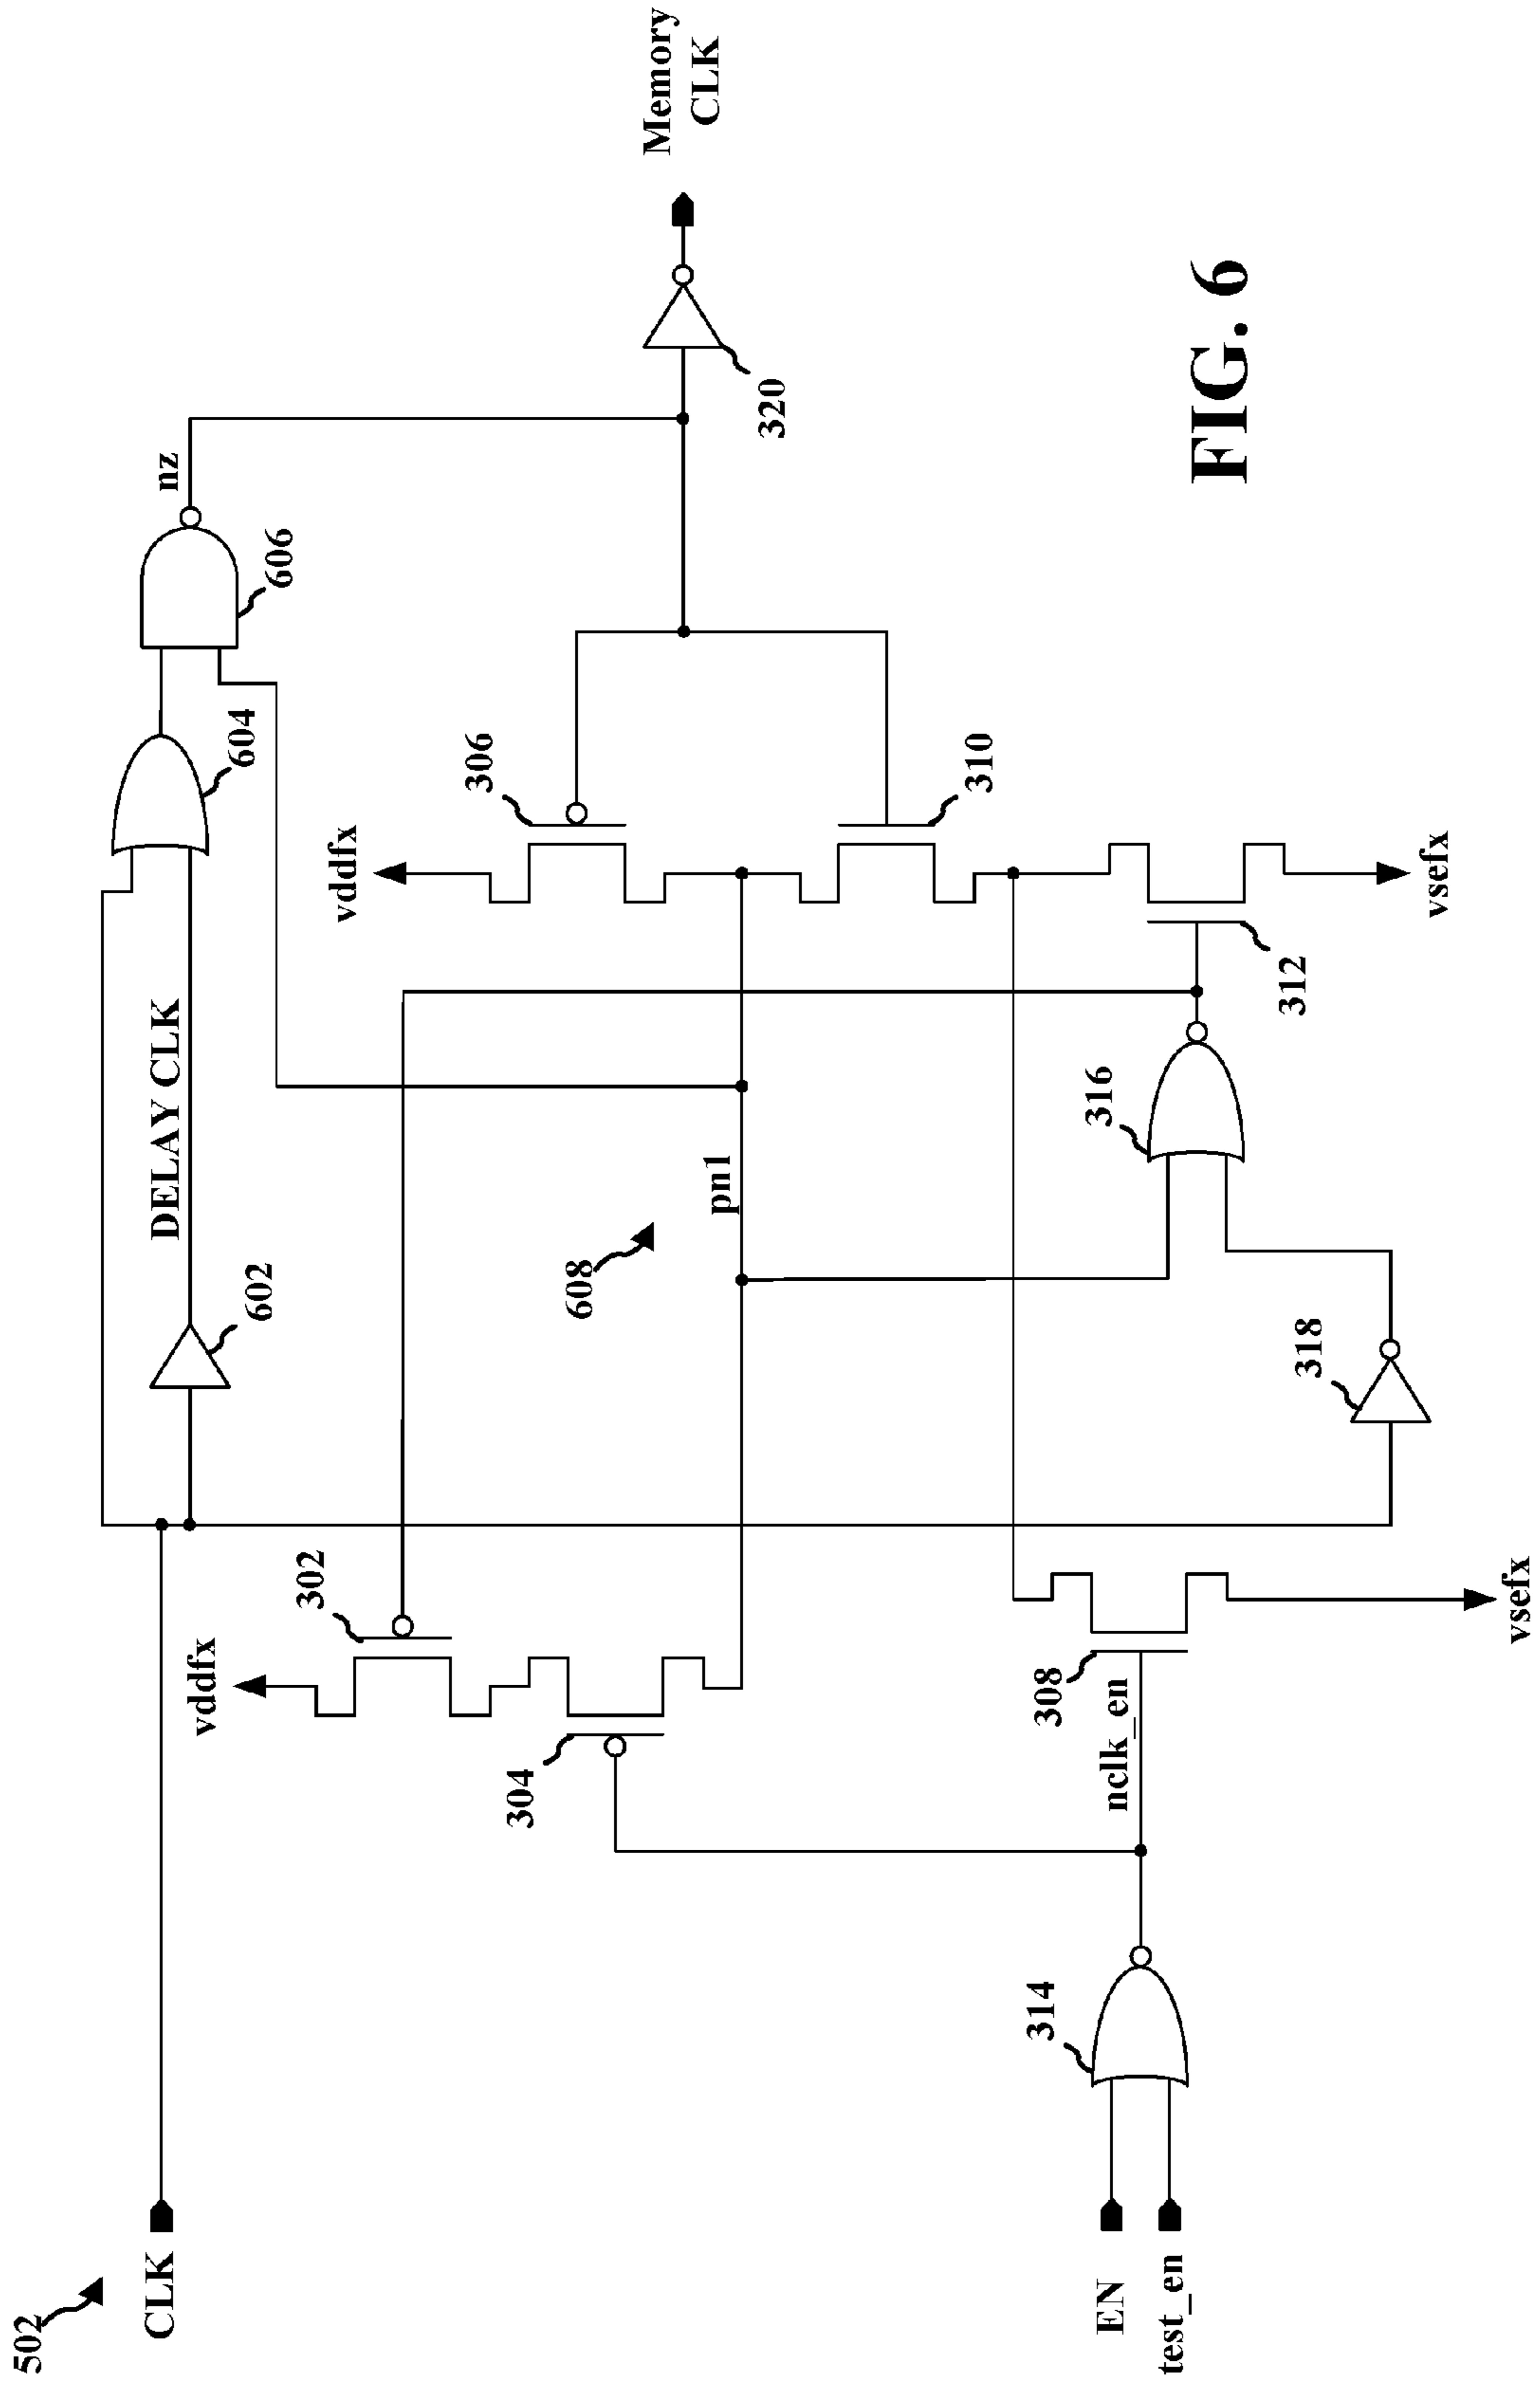 502
CLK
DELAY CLK
602
604
606
nz
vddfx
302
304
vddfx
306
310
608
pn1
320
Memory
CLK
EN
test_en
314
nclk_en
308
vsefx
318
316
312
vsefx
FIG. 6